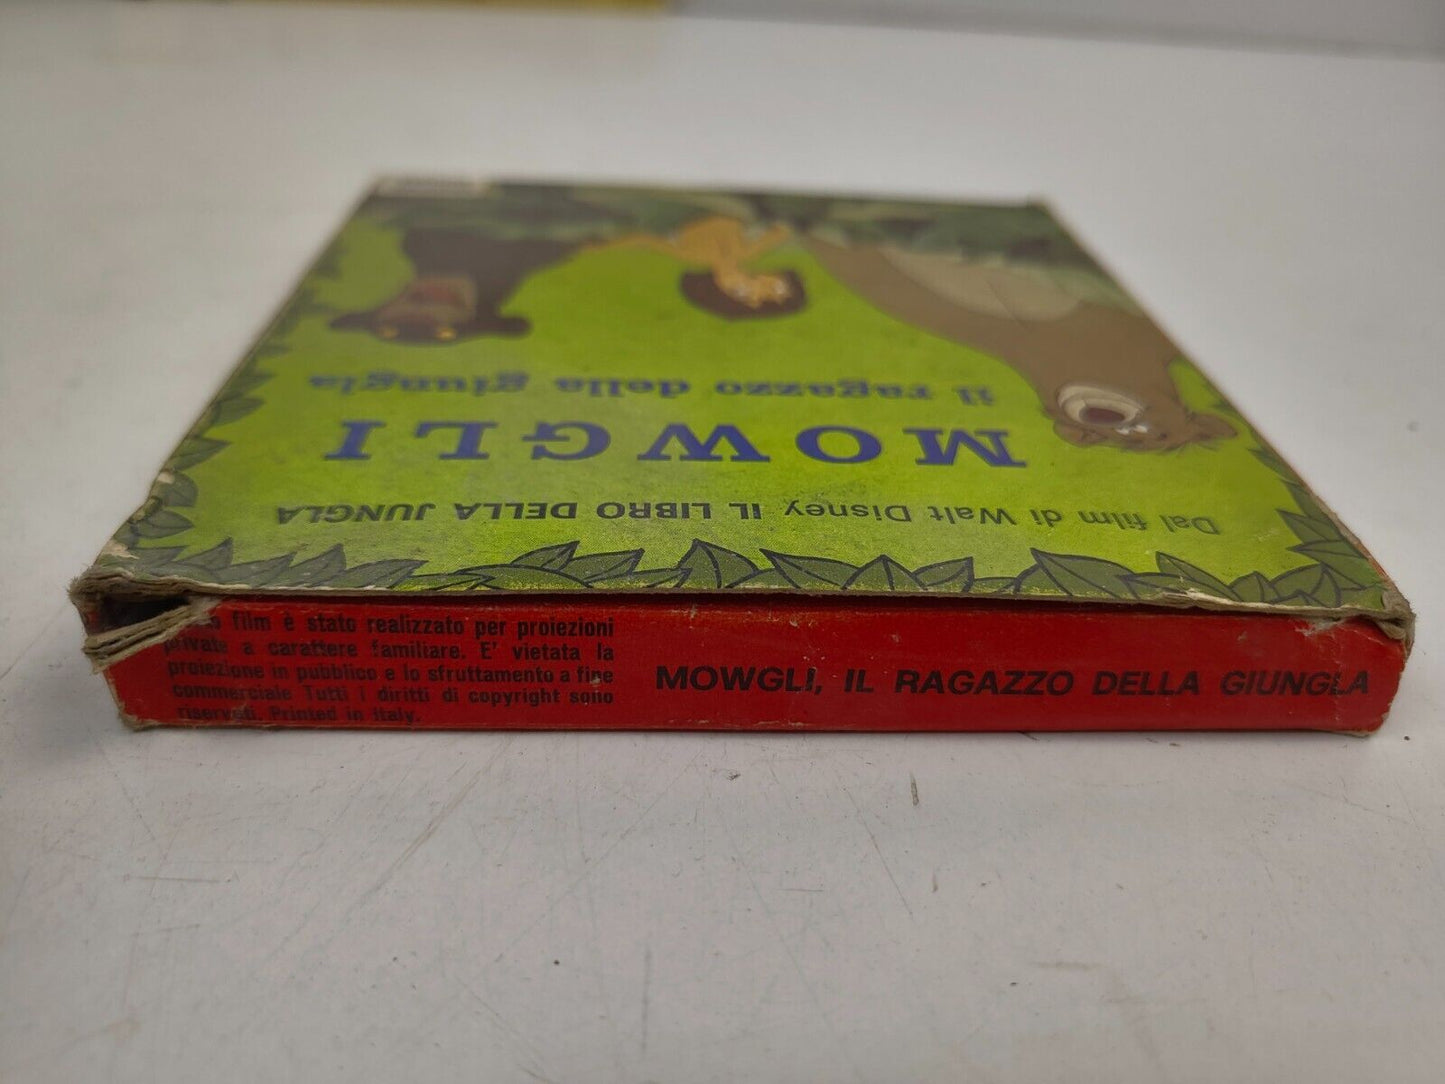 Dal film di Walt Disney IL LIBRO DELLA JUNGLA
MOWGLI
il ragazzo della giungla
film è stato realizzato per proiezioni
private a carattere familiare. E' vietata la
proiezione in pubblico e lo sfruttamento a fine
commerciale Tutti i diritti di copyright sono
riservati. Printed in Italy.
MOWGLI, IL RAGAZZO DELLA GIUNGLA